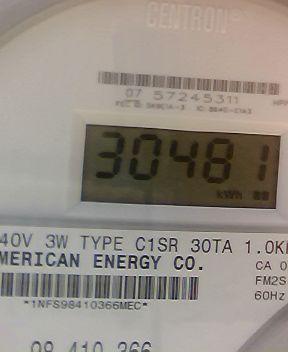 CENTRON®
07 57245311
30481
kWh 88
40V 3W TYPE C1SR 30TA 1.0K
MERICAN ENERGY CO.
CA 0
FM2S
*1NFS98410366MEC*
60Hz
98 410 366